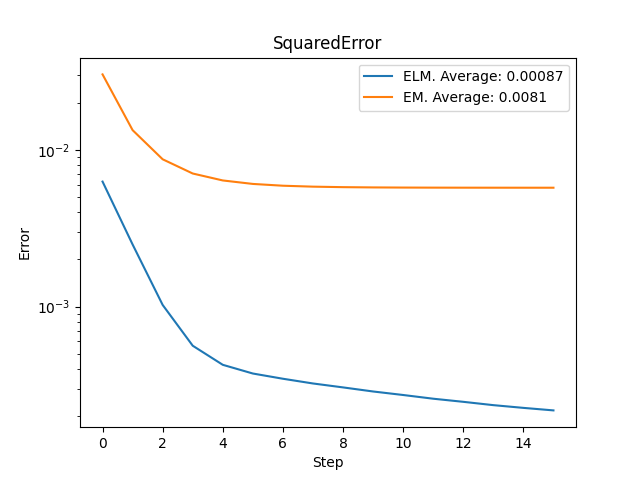 SquaredError
ELM. Average: 0.00087
EM. Average: 0.0081
10⁻²
10⁻³
Error
0 2 4 6 8 10 12 14
Step